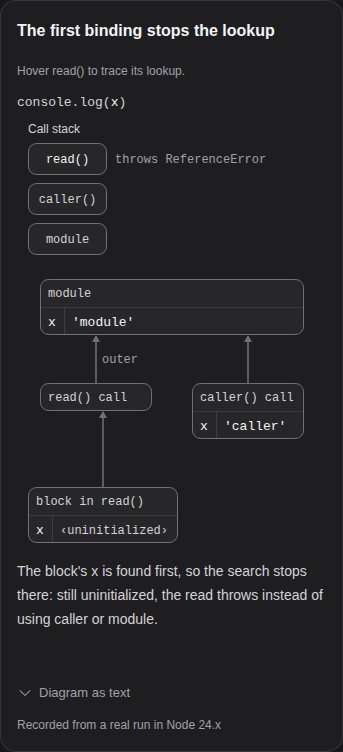 The first binding stops the lookup
Hover read() to trace its lookup.
console.log(x)
Call stack
read() throws ReferenceError
caller()
module
module
x 'module'
outer
read() call
caller() call
x 'caller'
block in read()
x ‹uninitialized›
The block's x is found first, so the search stops
there: still uninitialized, the read throws instead of
using caller or module.
Diagram as text
Recorded from a real run in Node 24.x